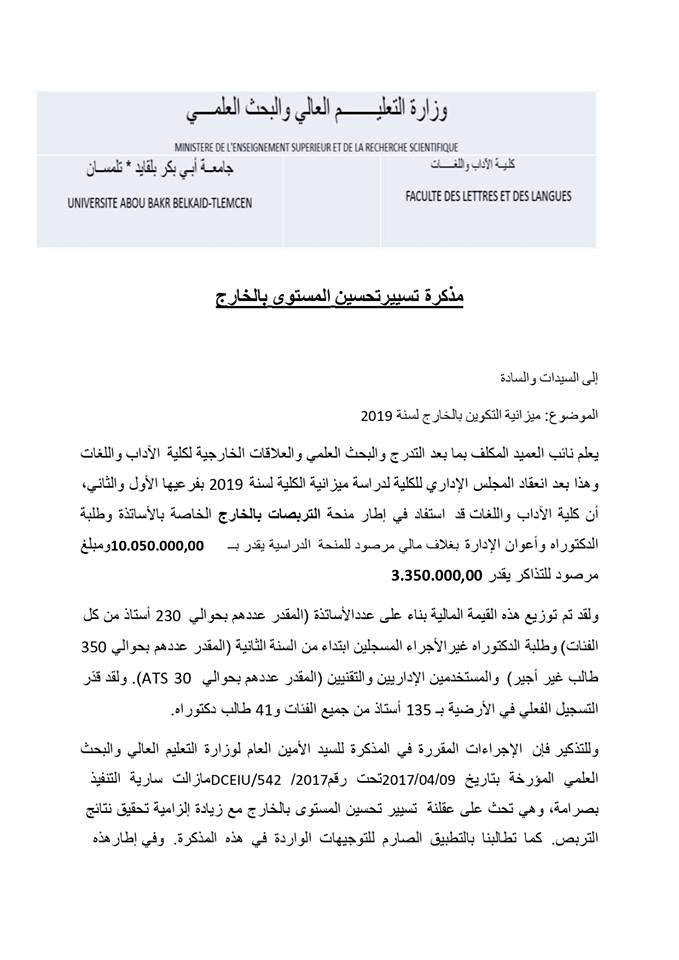 وزارة التعليـــــــم العالي والبحث العلمـــي
MINISTERE DE L'ENSEIGNEMENT SUPERIEUR ET DE LA RECHERCHE SCIENTIFIQUE
كليـة الآداب واللغـــات
جامعــة أبــي بكر بلقايد * تلمســان
FACULTE DES LETTRES ET DES LANGUES
UNIVERSITE ABOU BAKR BELKAID-TLEMCEN
مذكرة تسييرتحسين المستوى بالخارج
إلى السيدات والسادة
الموضوع: ميزانية التكوين بالخارج لسنة 2019
يعلم نائب العميد المكلف بما بعد التدرج والبحث العلمي والعلاقات الخارجية لكلية الآداب واللغات
وهذا بعد انعقاد المجلس الإداري للكلية لدراسة ميزانية الكلية لسنة 2019 بفرعيها الأول والثاني،
أن كلية الآداب واللغات قد استفاد في إطار منحة التربصات بالخارج الخاصة بالأساتذة وطلبة
الدكتوراه وأعوان الإدارة بغلاف مالي مرصود للمنحة الدراسية يقدر بــ 10.050.000,00ومبلغ
مرصود للتذاكر يقدر 3.350.000,00
ولقد تم توزيع هذه القيمة المالية بناء على عددالأساتذة (المقدر عددهم بحوالي 230 أستاذ من كل
الفئات) وطلبة الدكتوراه غيرالأجراء المسجلين ابتداء من السنة الثانية (المقدر عددهم بحوالي 350
طالب غير أجير) والمستخدمين الإداريين والتقنيين (المقدر عددهم بحوالي ATS 30). ولقد قدّر
التسجيل الفعلي في الأرضية بـ 135 أستاذ من جميع الفئات و41 طالب دكتوراه.
وللتذكير فإن الإجراءات المقررة في المذكرة للسيد الأمين العام لوزارة التعليم العالي والبحث
العلمي المؤرخة بتاريخ 2017/04/09تحت رقم2017/ DCEIU/542مازالت سارية التنفيذ
بصرامة، وهي تحث على عقلنة تسيير تحسين المستوى بالخارج مع زيادة إلزامية تحقيق نتائج
التربص. كما تطالبنا بالتطبيق الصارم للتوجيهات الواردة في هذه المذكرة. وفي إطارهذه